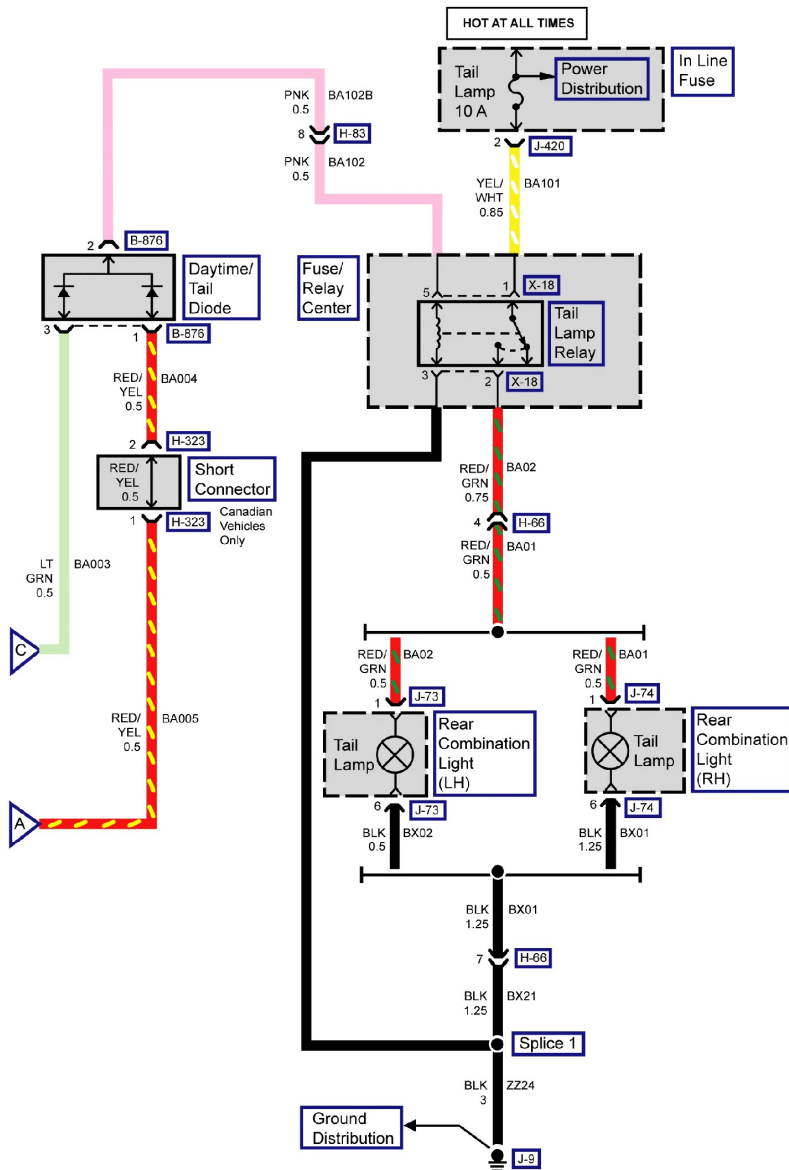 HOT AT ALL TIMES
Tail
Lamp
10 A
Power
Distribution
In Line
Fuse
PNK
0.5
BA102B
8
H-83
PNK
0.5
BA102
2
J-420
YEL/
WHT
0.85
BA101
2
B-876
Daytime/
Tail
Diode
3
1
B-876
Fuse/
Relay
Center
5
1
X-18
Tail
Lamp
Relay
3
2
X-18
RED/
YEL
0.5
BA004
2
H-323
RED/
YEL
0.5
Short
Connector
1
H-323
Canadian
Vehicles
Only
RED/
GRN
0.75
BA02
4
H-66
RED/
GRN
0.5
BA01
LT
GRN
0.5
BA003
C
RED/
YEL
0.5
BA005
A
RED/
GRN
0.5
BA02
1
J-73
Tail
Lamp
Rear
Combination
Light
(LH)
6
J-73
BLK
0.5
BX02
RED/
GRN
0.5
BA01
1
J-74
Tail
Lamp
Rear
Combination
Light
(RH)
6
J-74
BLK
1.25
BX01
BLK
1.25
BX01
7
H-66
BLK
1.25
BX21
Splice 1
BLK
3
ZZ24
Ground
Distribution
J-9